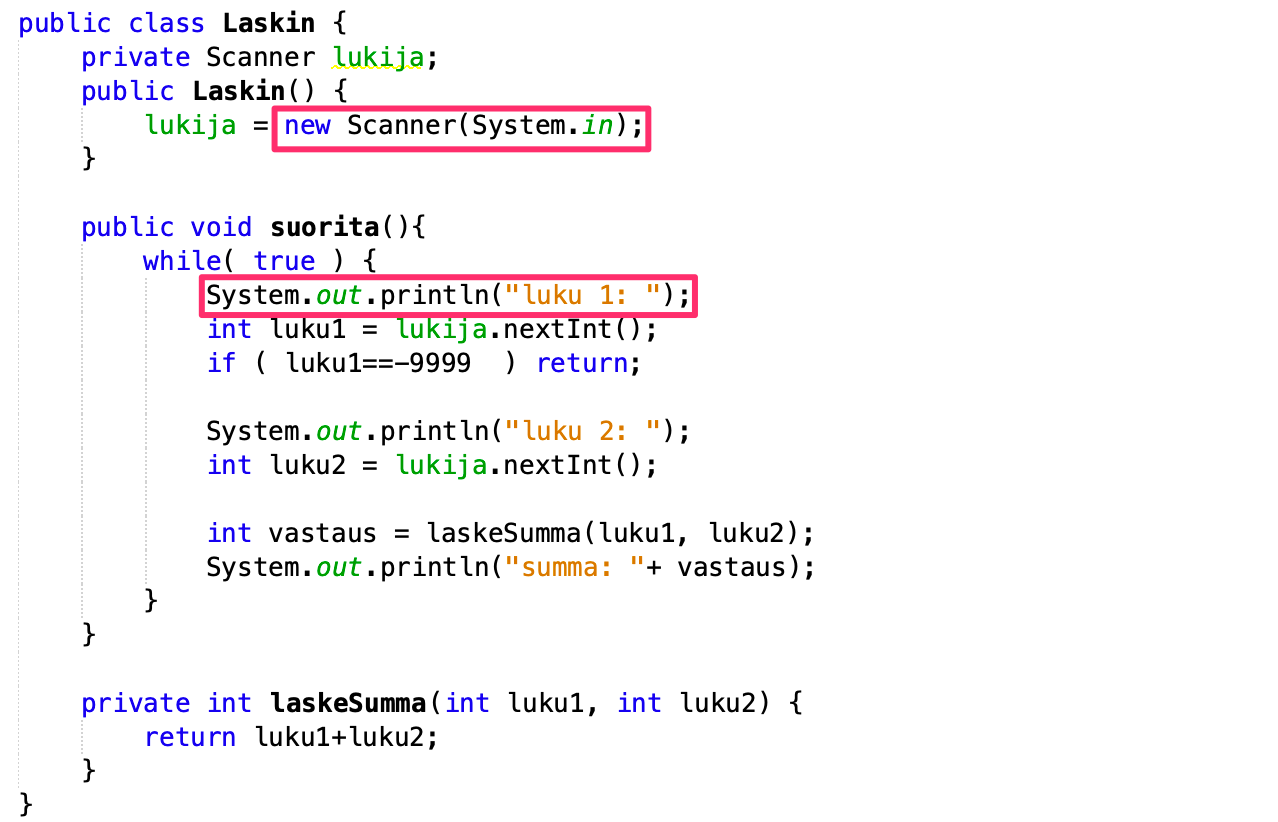 public class Laskin {
    private Scanner lukija;
    public Laskin() {
        lukija = new Scanner(System.in);
    }

    public void suorita(){
        while( true ) {
            System.out.println("luku 1: ");
            int luku1 = lukija.nextInt();
            if ( luku1==-9999  ) return;

            System.out.println("luku 2: ");
            int luku2 = lukija.nextInt();

            int vastaus = laskeSumma(luku1, luku2);
            System.out.println("summa: "+ vastaus);
        }
    }

    private int laskeSumma(int luku1, int luku2) {
        return luku1+luku2;
    }
}